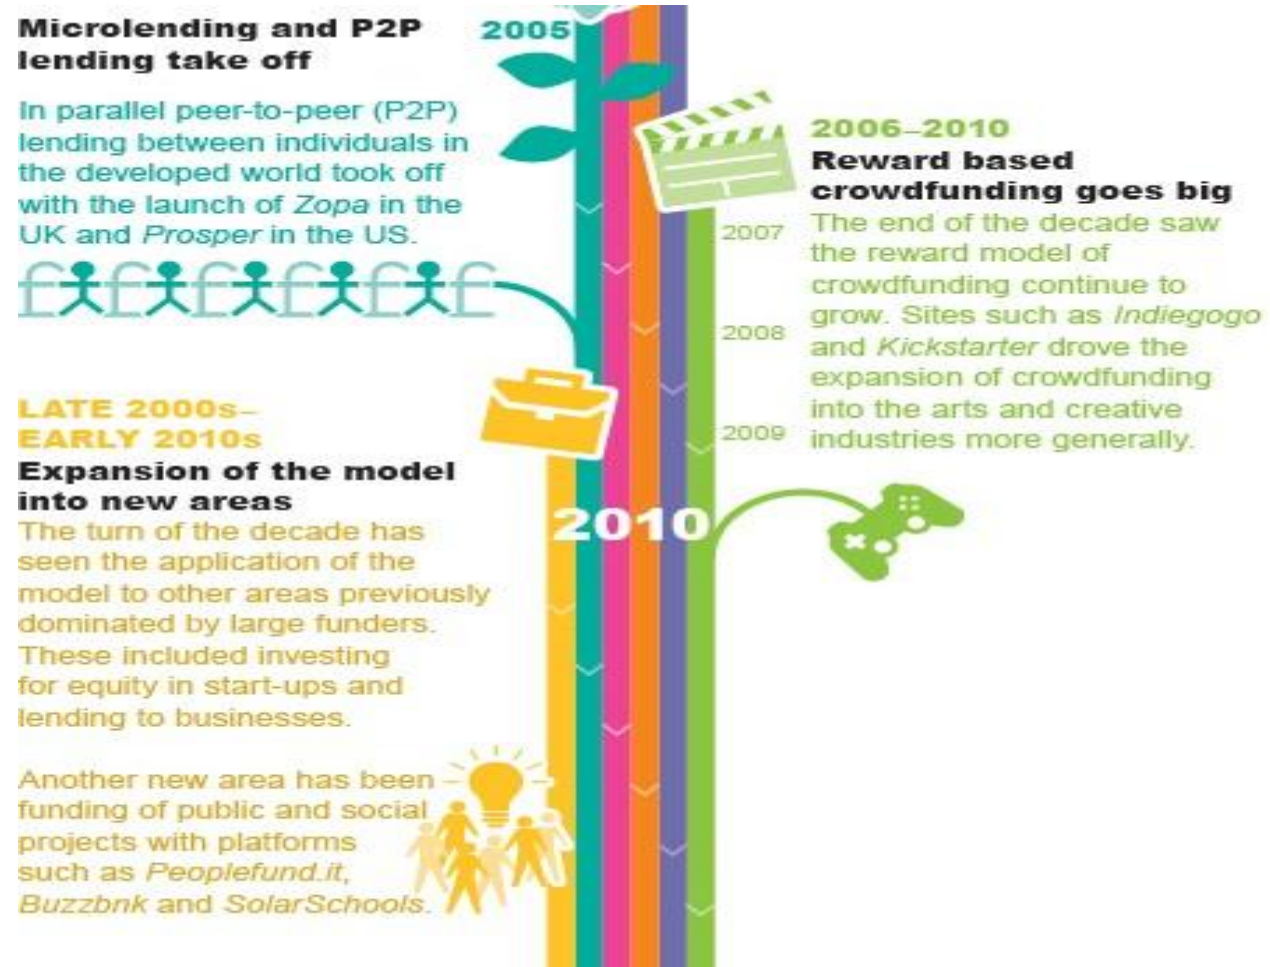 Microlending and P2P
lending take off
2005
In parallel peer-to-peer (P2P)
lending between individuals in
the developed world took off
with the launch of Zopa in the
UK and Prosper in the US.
2006–2010
Reward based
crowdfunding goes big
The end of the decade saw
the reward model of
crowdfunding continue to
grow. Sites such as Indiegogo
and Kickstarter drove the
expansion of crowdfunding
into the arts and creative
industries more generally.
2007
2008
2009
LATE 2000s–
EARLY 2010s
Expansion of the model
into new areas
The turn of the decade has
seen the application of the
model to other areas previously
dominated by large funders.
These included investing
for equity in start-ups and
lending to businesses.
2010
Another new area has been
funding of public and social
projects with platforms
such as Peoplefund.it,
Buzzbnk and SolarSchools.